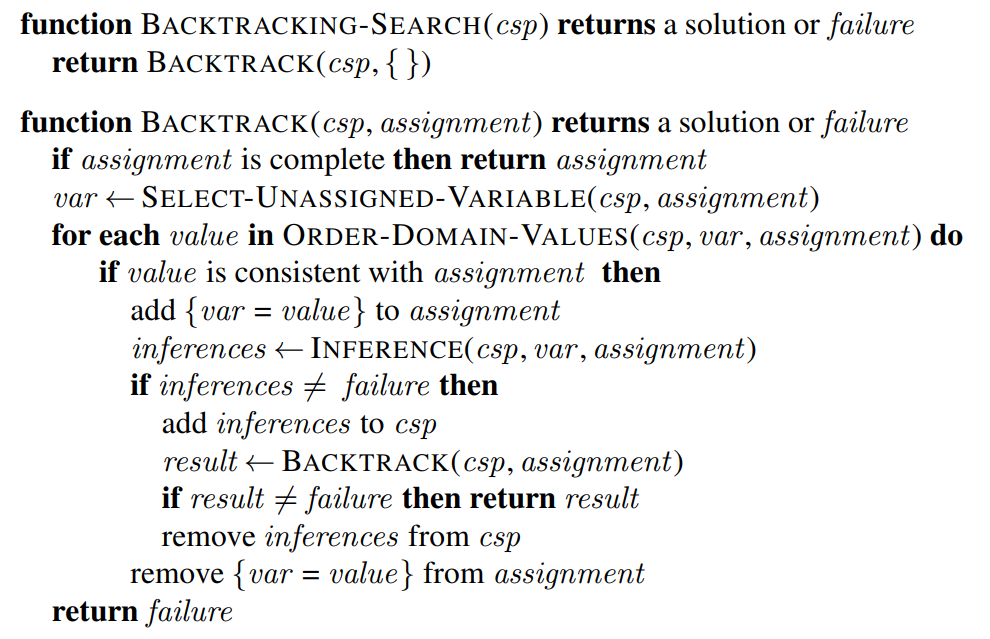 function BACKTRACKING-SEARCH(csp) returns a solution or failure
return BACKTRACK(csp, { })
function BACKTRACK(csp, assignment) returns a solution or failure
if assignment is complete then return assignment
var ← SELECT-UNASSIGNED-VARIABLE(csp, assignment)
for each value in ORDER-DOMAIN-VALUES(csp, var, assignment) do
if value is consistent with assignment then
add {var = value} to assignment
inferences ← INFERENCE(csp, var, assignment)
if inferences ≠ failure then
add inferences to csp
result ← BACKTRACK(csp, assignment)
if result ≠ failure then return result
remove inferences from csp
remove {var = value} from assignment
return failure